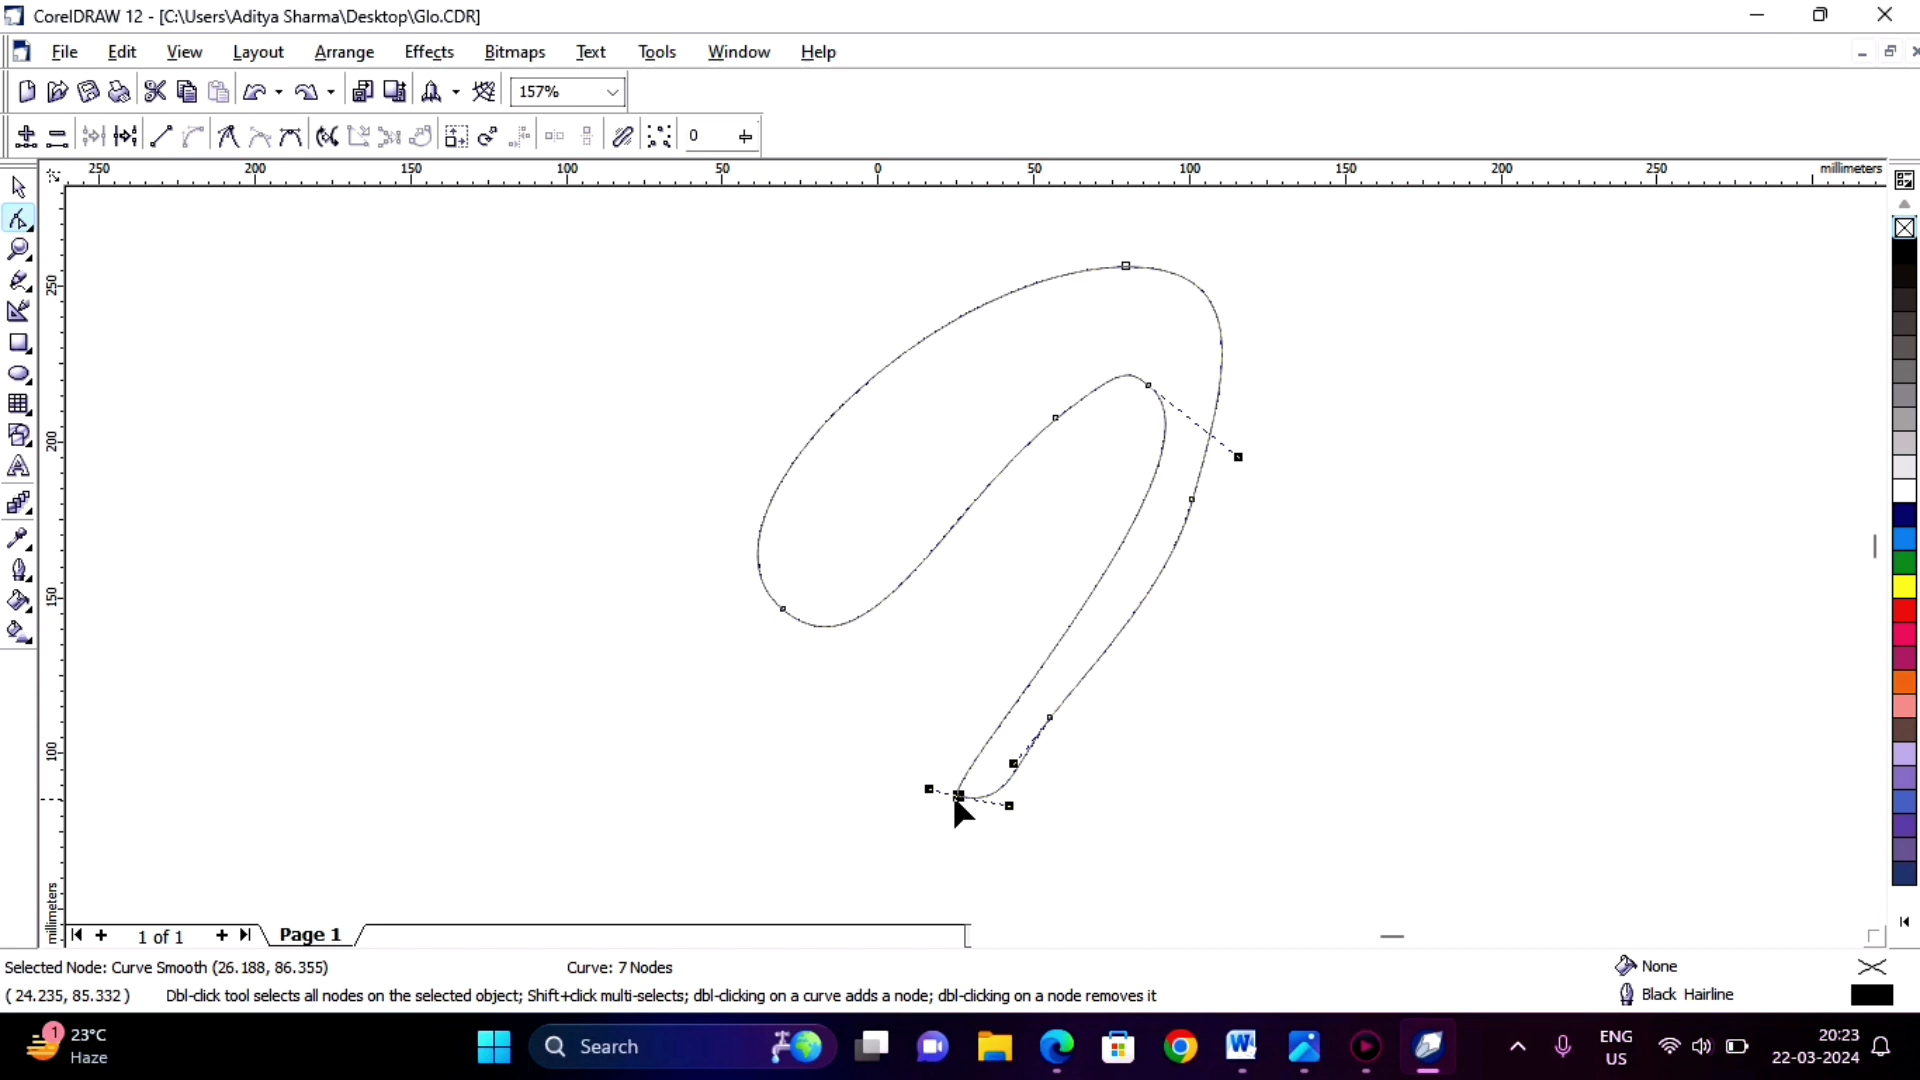 CorelDRAW 12 - [C:\Users\Aditya Sharma\Desktop\Glo.CDR]
File Edit View Layout Arrange Effects Bitmaps Text Tools Window Help
157%
0
250 200 150 100 50 0 50 100 150 200 250 millimeters
250
200
150
100
millimeters
1 of 1 Page 1
Selected Node: Curve Smooth (26.188, 86.355) Curve: 7 Nodes None
(24.235, 85.332) Dbl-click tool selects all nodes on the selected object; Shift+click multi-selects; dbl-clicking on a curve adds a node; dbl-clicking on a node removes it Black Hairline
1
23°C
Haze
Search
ENG
US
20:23
22-03-2024